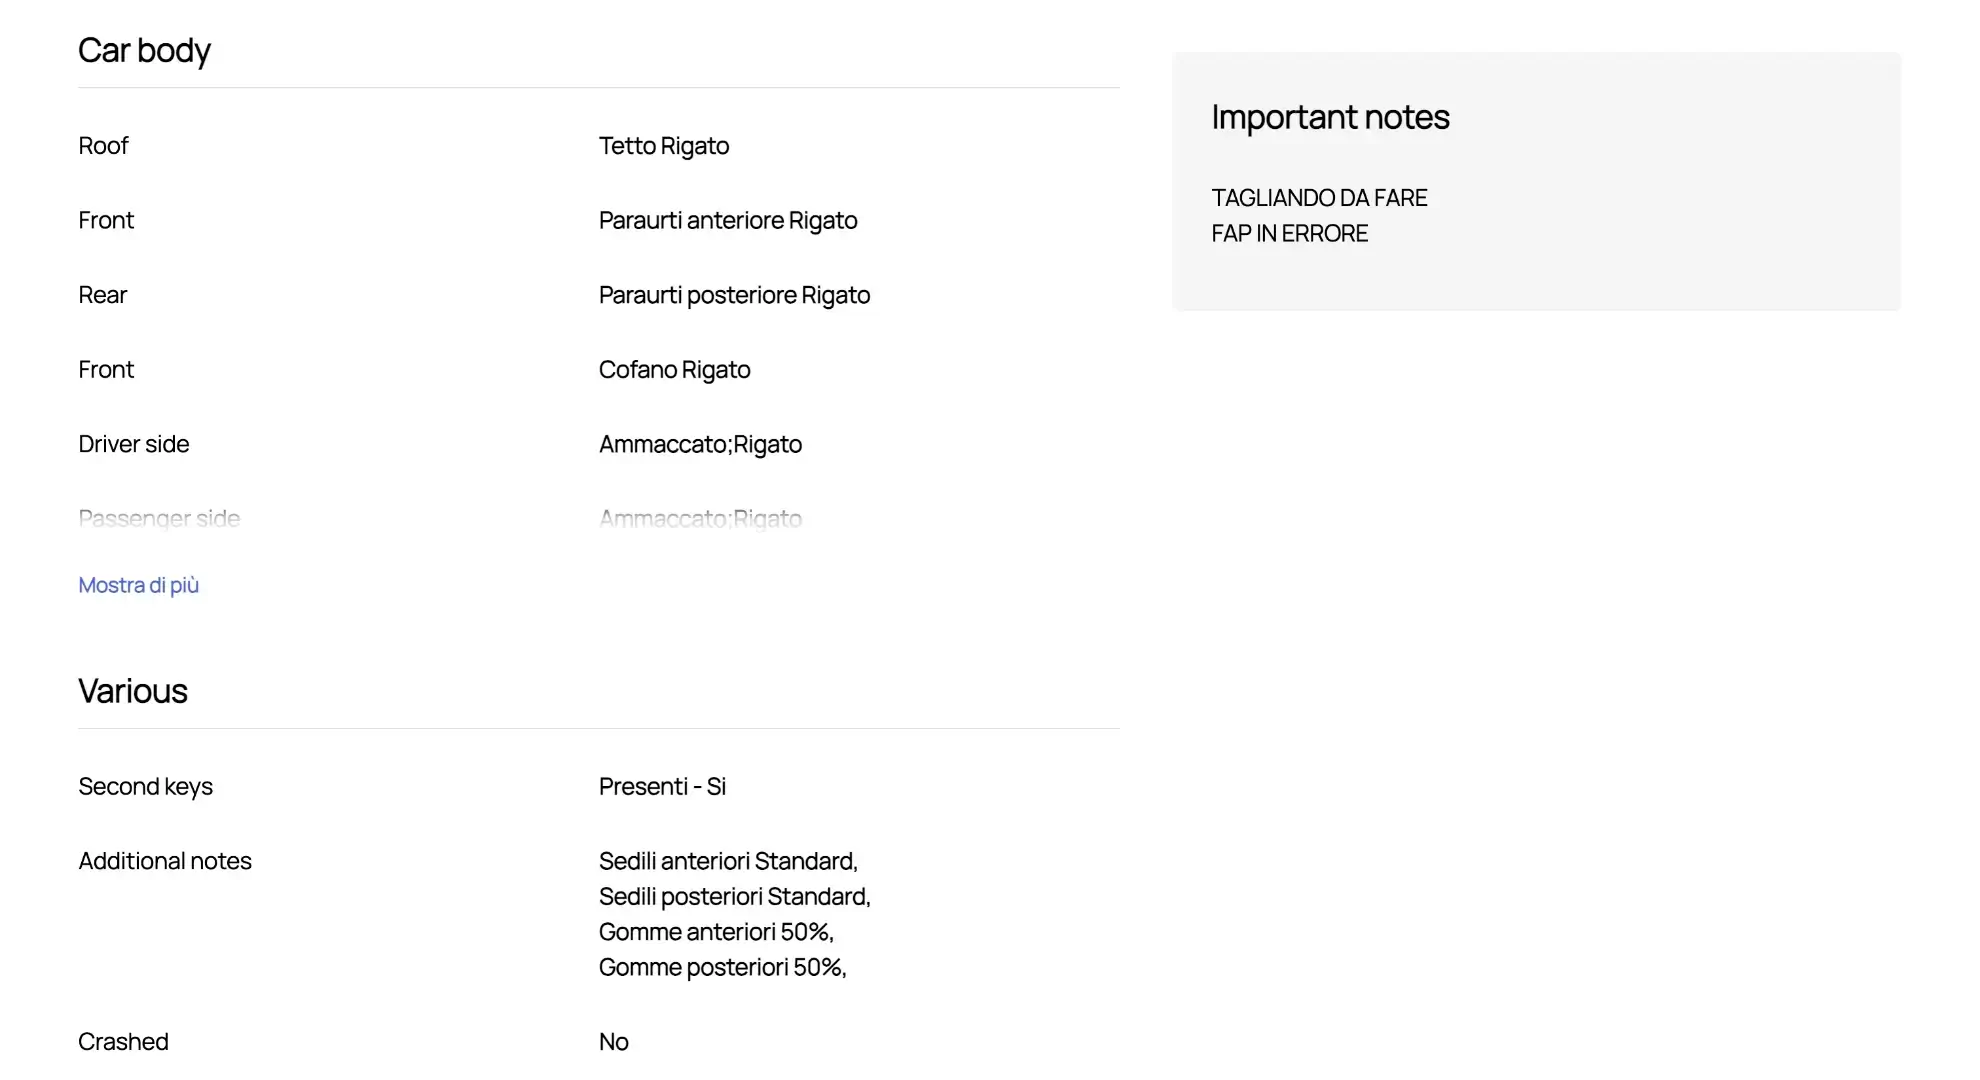 Car body
Roof Tetto Rigato
Front Paraurti anteriore Rigato
Rear Paraurti posteriore Rigato
Front Cofano Rigato
Driver side Ammaccato;Rigato
Passenger side Ammaccato;Rigato
Mostra di più
Various
Second keys Presenti - Si
Additional notes Sedili anteriori Standard,
Sedili posteriori Standard,
Gomme anteriori 50%,
Gomme posteriori 50%,
Crashed No
Important notes
TAGLIANDO DA FARE
FAP IN ERRORE